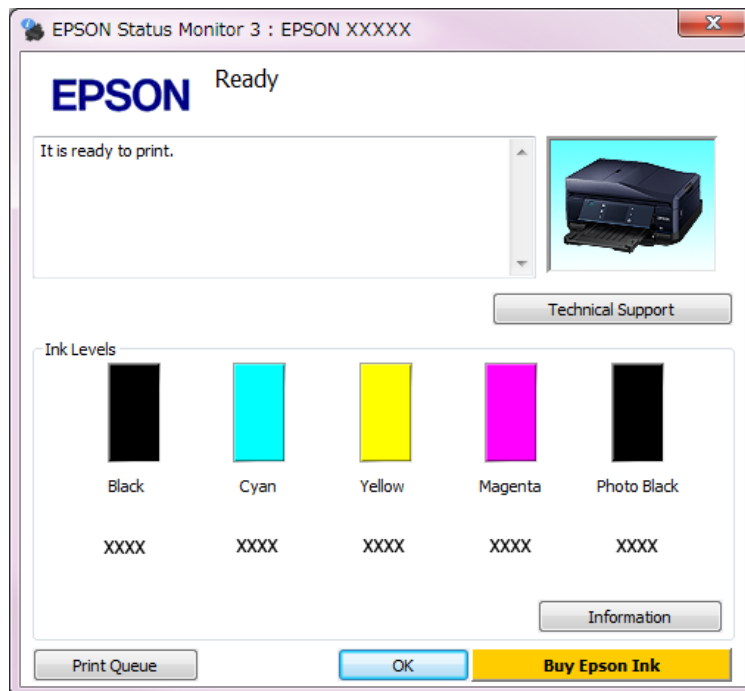 EPSON Status Monitor 3 : EPSON XXXXX
EPSON
Ready
It is ready to print.
Technical Support
Ink Levels
Black Cyan Yellow Magenta Photo Black
XXXX XXXX XXXX XXXX XXXX
Information
Print Queue OK Buy Epson Ink